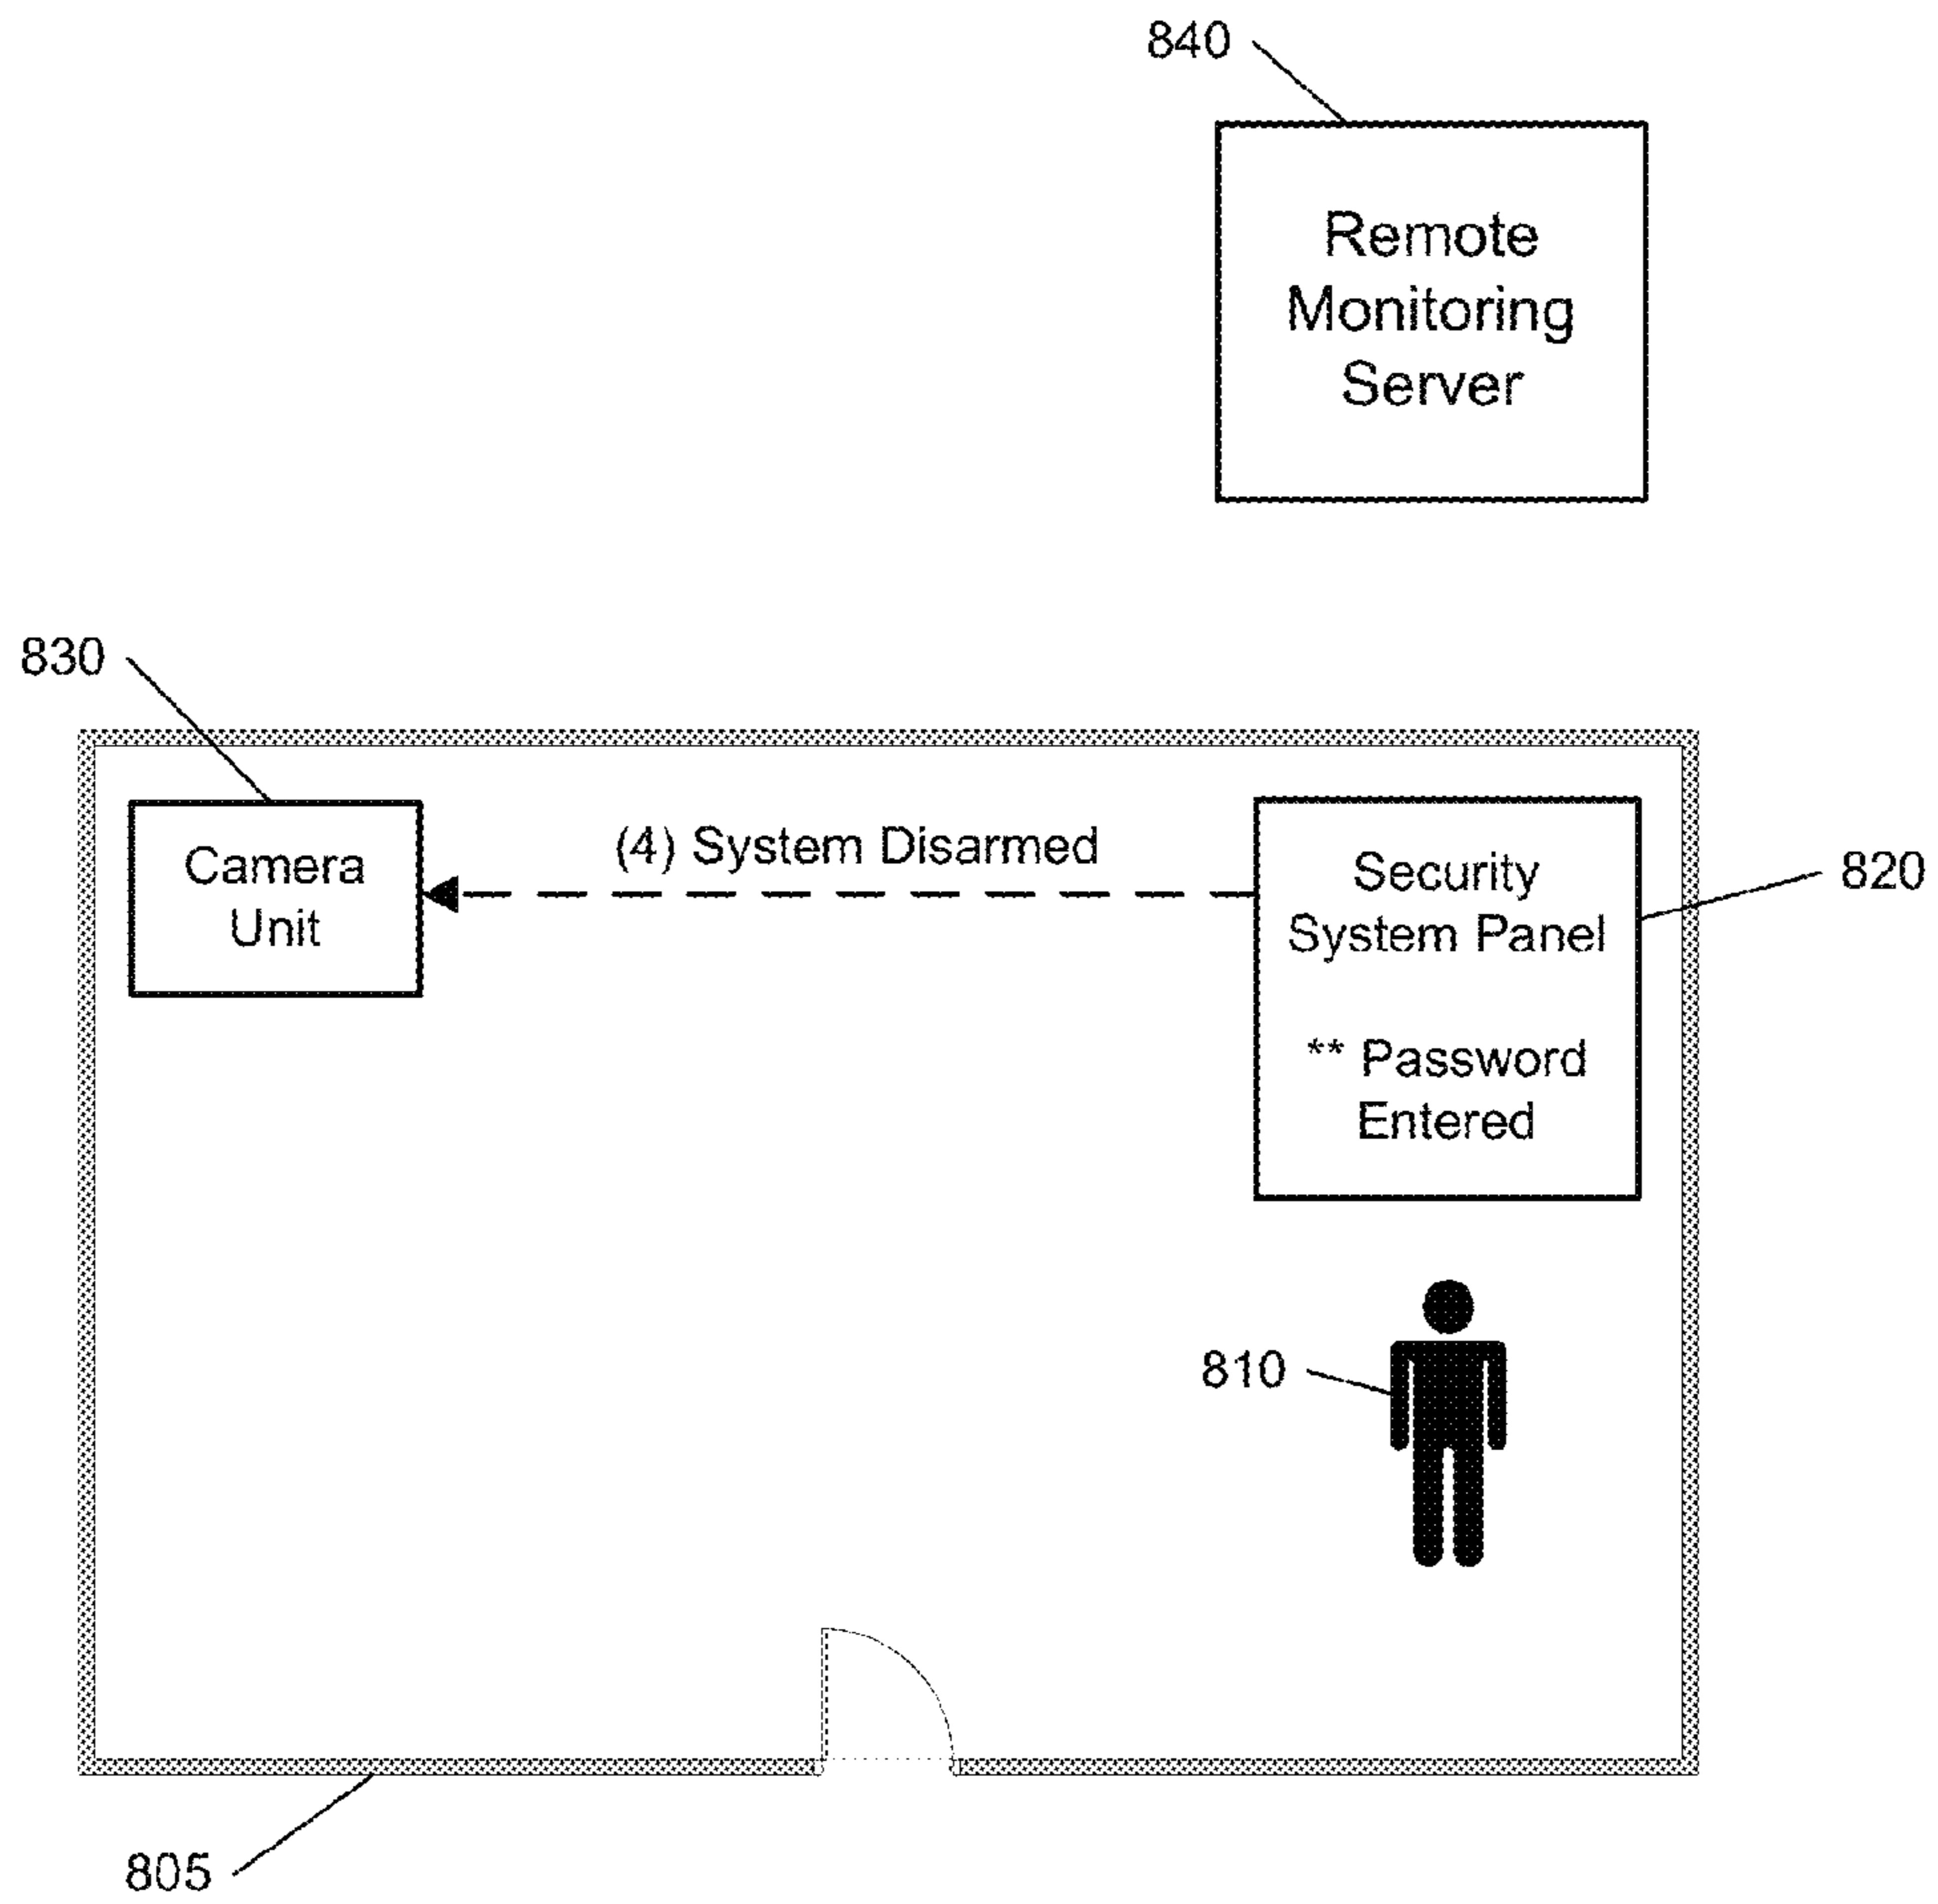 840
Remote
Monitoring
Server
830
Camera
Unit
(4) System Disarmed
Security
System Panel
** Password
Entered
820
810
805